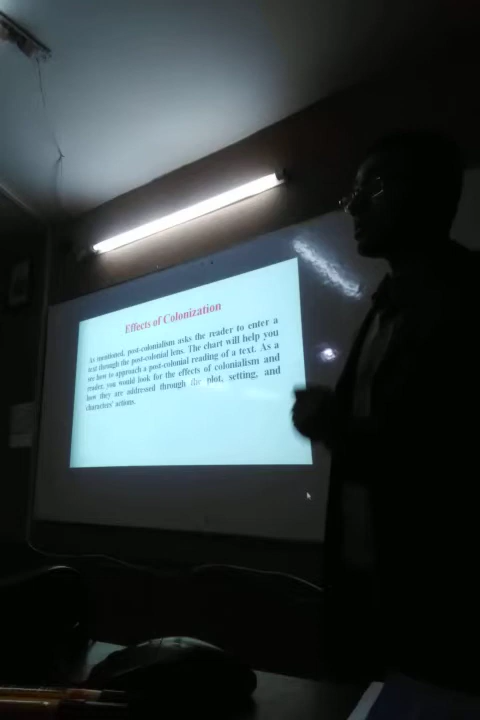 Effects of Colonization
As mentioned, post-colonialism asks the reader to enter a
text through the post-colonial lens. The chart will help you
see how to approach a post-colonial reading of a text. As a
reader, you would look for the effects of colonialism and
how they are addressed through the plot, setting, and
characters' actions.